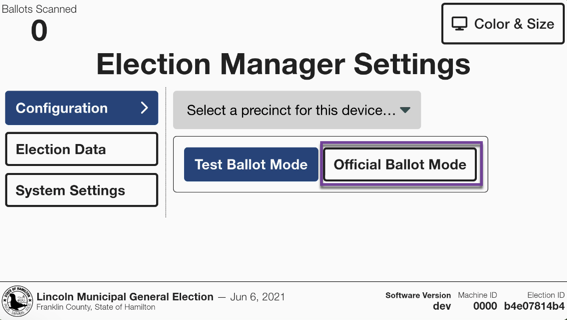 Ballots Scanned
0
Color & Size
Election Manager Settings
Configuration
Select a precinct for this device…
Election Data
Test Ballot Mode
Official Ballot Mode
System Settings
Lincoln Municipal General Election — Jun 6, 2021
Franklin County, State of Hamilton
Software Version
dev
Machine ID
0000
Election ID
b4e07814b4